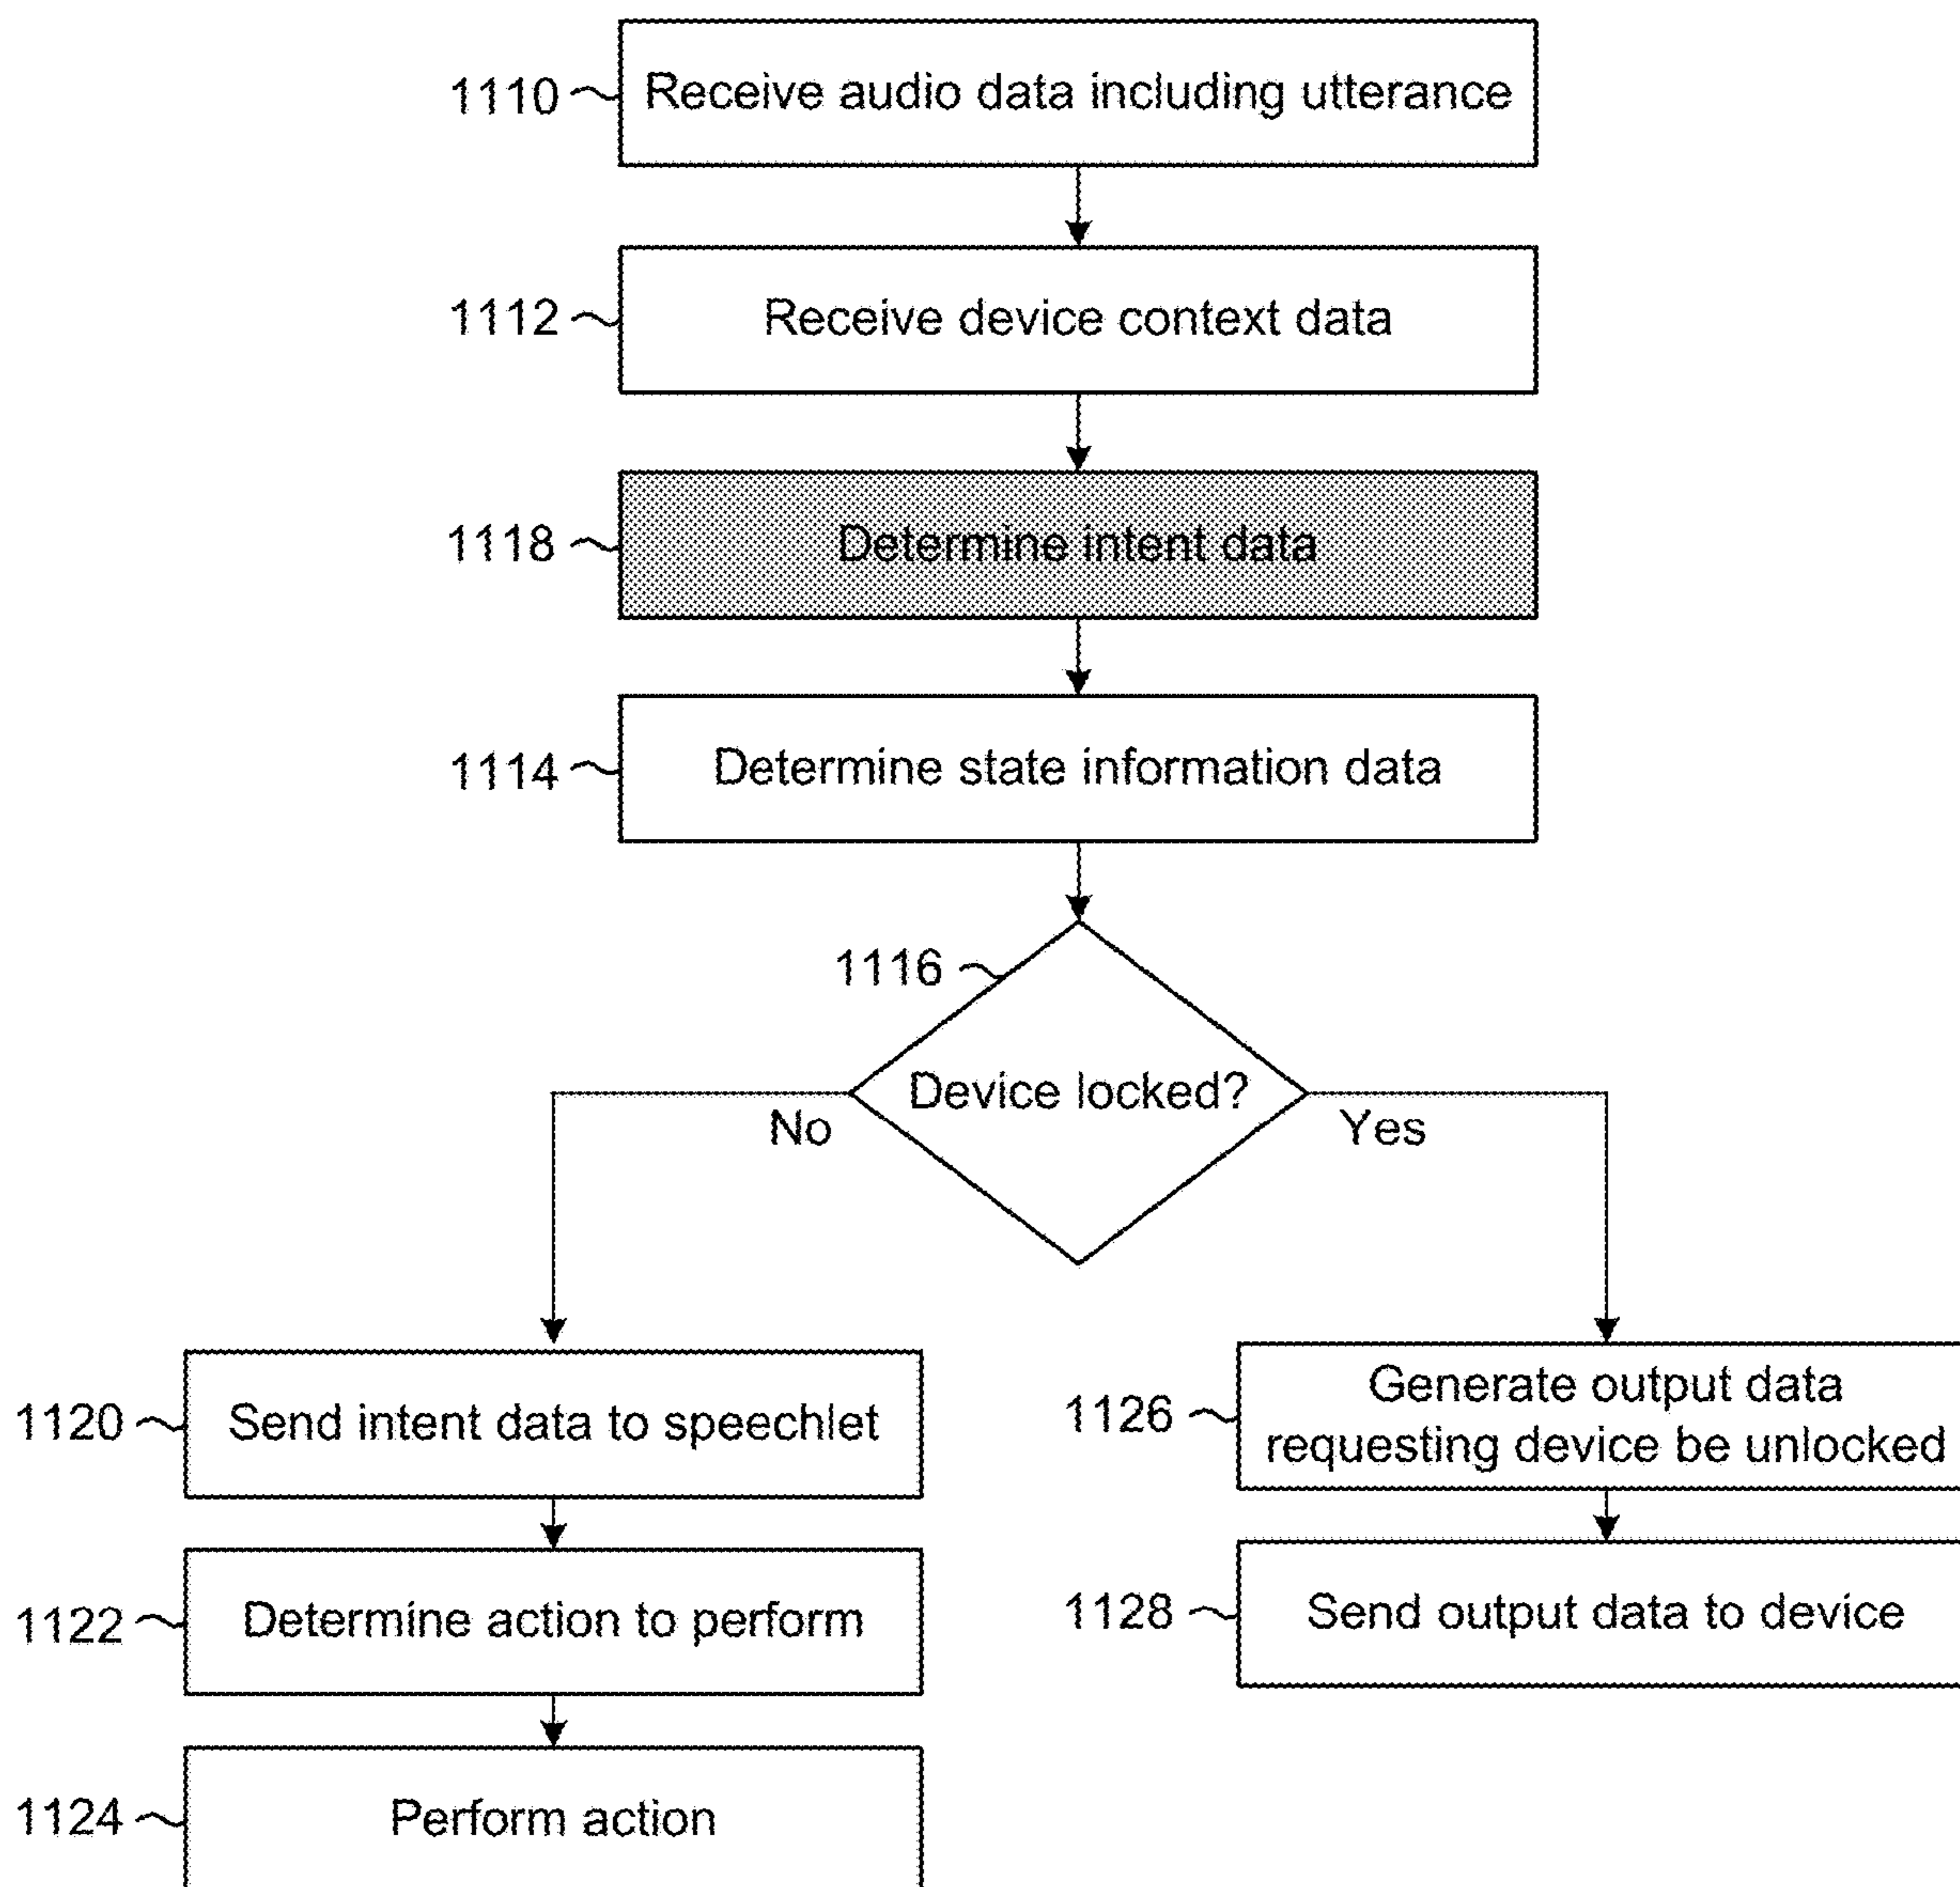 1110 Receive audio data including utterance
1112 Receive device context data
1118 Determine intent data
1114 Determine state information data
1116
Device locked?
No
Yes
1120 Send intent data to speechlet
1122 Determine action to perform
1124 Perform action
1126 Generate output data
requesting device be unlocked
1128 Send output data to device